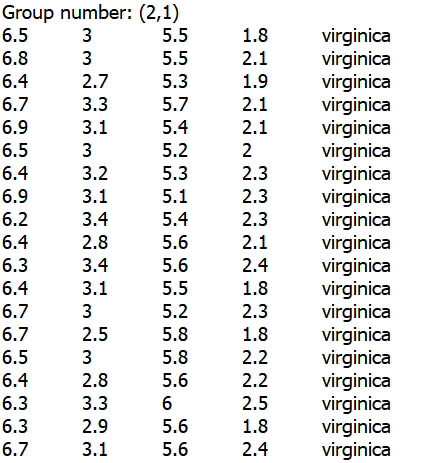 Group number: (2,1)
6.5 3 5.5 1.8 virginica
6.8 3 5.5 2.1 virginica
6.4 2.7 5.3 1.9 virginica
6.7 3.3 5.7 2.1 virginica
6.9 3.1 5.4 2.1 virginica
6.5 3 5.2 2 virginica
6.4 3.2 5.3 2.3 virginica
6.9 3.1 5.1 2.3 virginica
6.2 3.4 5.4 2.3 virginica
6.4 2.8 5.6 2.1 virginica
6.3 3.4 5.6 2.4 virginica
6.4 3.1 5.5 1.8 virginica
6.7 3 5.2 2.3 virginica
6.7 2.5 5.8 1.8 virginica
6.5 3 5.8 2.2 virginica
6.4 2.8 5.6 2.2 virginica
6.3 3.3 6 2.5 virginica
6.3 2.9 5.6 1.8 virginica
6.7 3.1 5.6 2.4 virginica